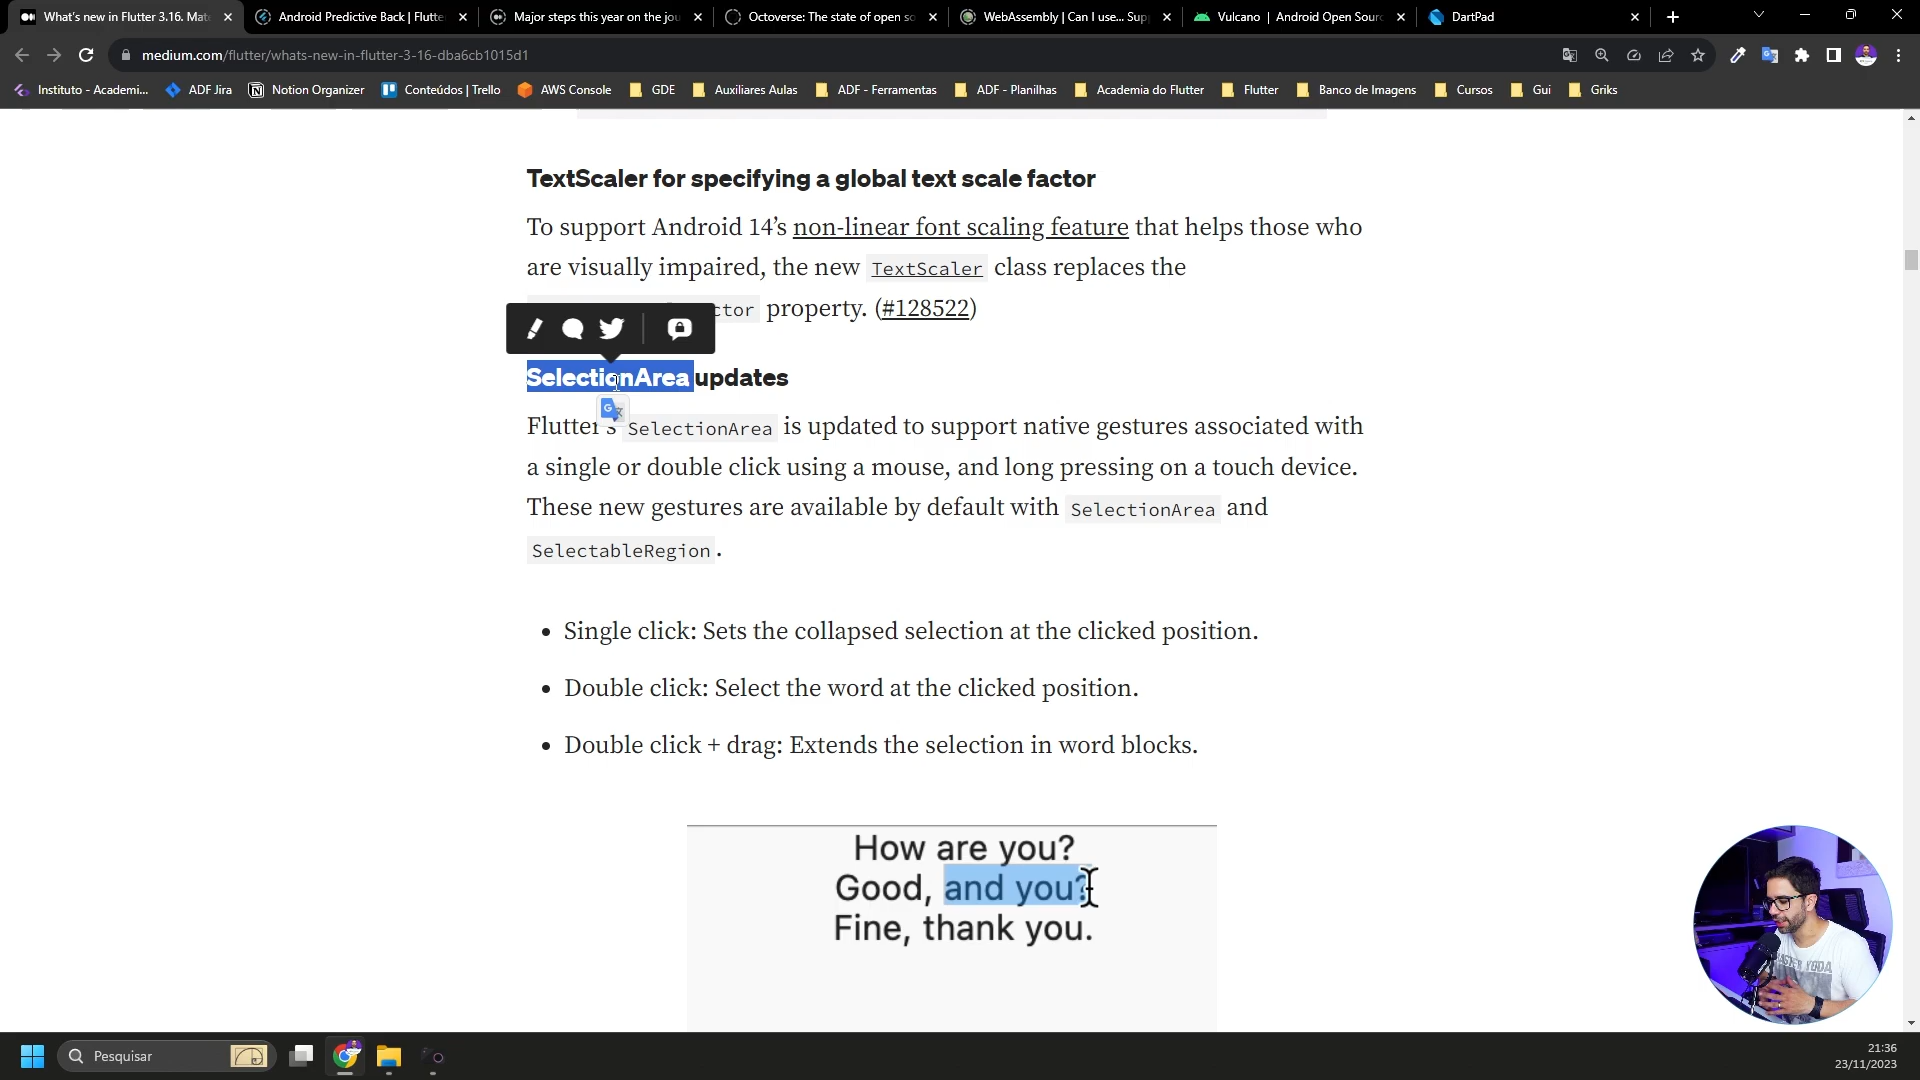 What's new in Flutter 3.16. Mate
Android Predictive Back | Flutte
Major steps this year on the jou
Octoverse: The state of open so
WebAssembly | Can I use... Sup
Vulcano | Android Open Sourc
DartPad
medium.com/flutter/whats-new-in-flutter-3-16-dba6cb1015d1
Instituto - Academi...
ADF Jira
Notion Organizer
Conteúdos | Trello
AWS Console
GDE
Auxiliares Aulas
ADF - Ferramentas
ADF - Planilhas
Academia do Flutter
Flutter
Banco de Imagens
Cursos
Gui
Griks
TextScaler for specifying a global text scale factor
To support Android 14’s non-linear font scaling feature that helps those who
are visually impaired, the new TextScaler class replaces the
ctor property. (#128522)
SelectionArea updates
Flutter’s SelectionArea is updated to support native gestures associated with
a single or double click using a mouse, and long pressing on a touch device.
These new gestures are available by default with SelectionArea and
SelectableRegion.
• Single click: Sets the collapsed selection at the clicked position.
• Double click: Select the word at the clicked position.
• Double click + drag: Extends the selection in word blocks.
How are you?
Good, and you?
Fine, thank you.
Pesquisar
21:36
23/11/2023